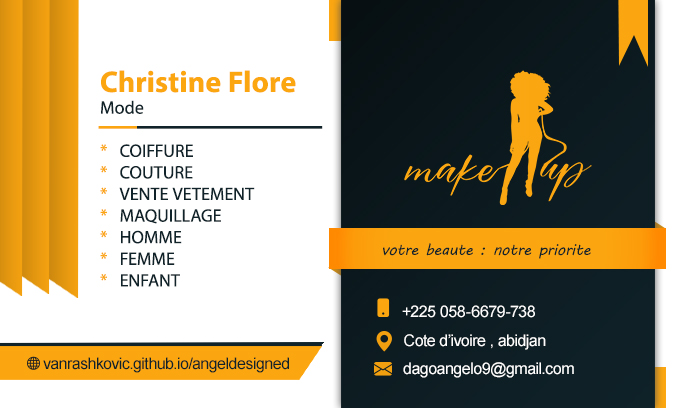 Christine Flore
Mode
* COIFFURE
* COUTURE
* VENTE VETEMENT
* MAQUILLAGE
* HOMME
* FEMME
* ENFANT
vanrashkovic.github.io/angeldesigned
make up
votre beaute : notre priorite
+225 058-6679-738
Cote d'ivoire , abidjan
dagoangelo9@gmail.com